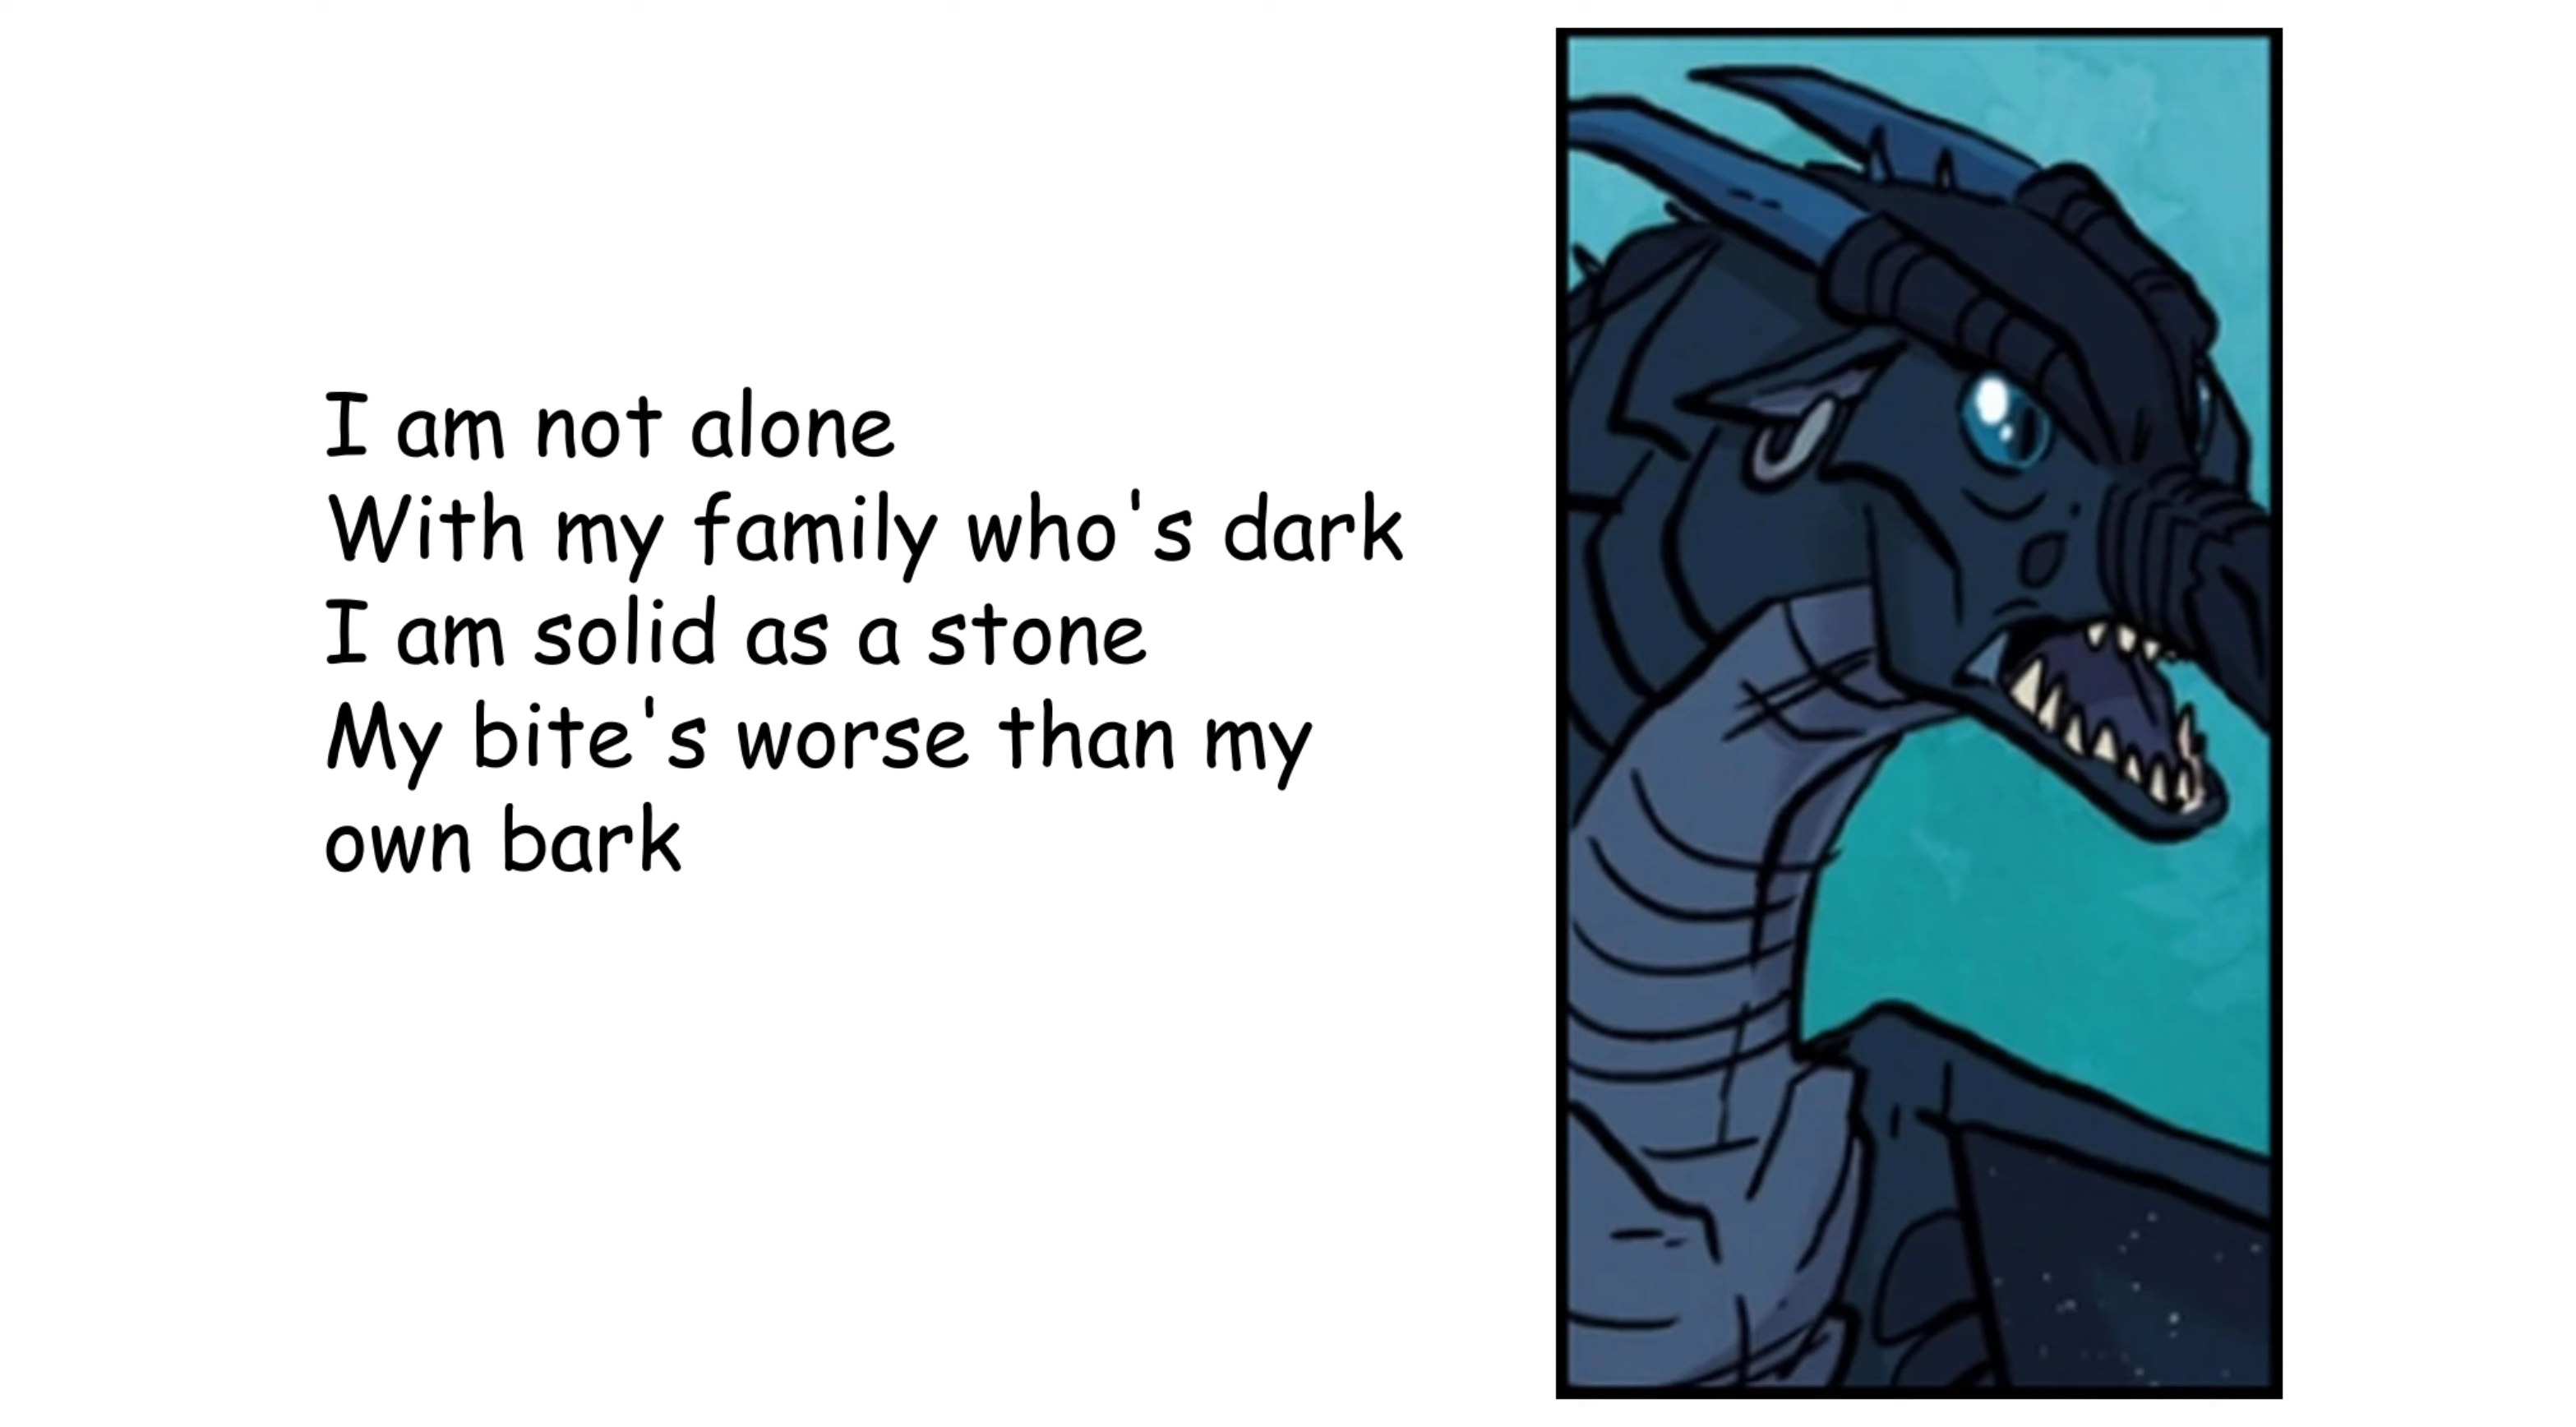 I am not alone
With my family who's dark
I am solid as a stone
My bite's worse than my
own bark